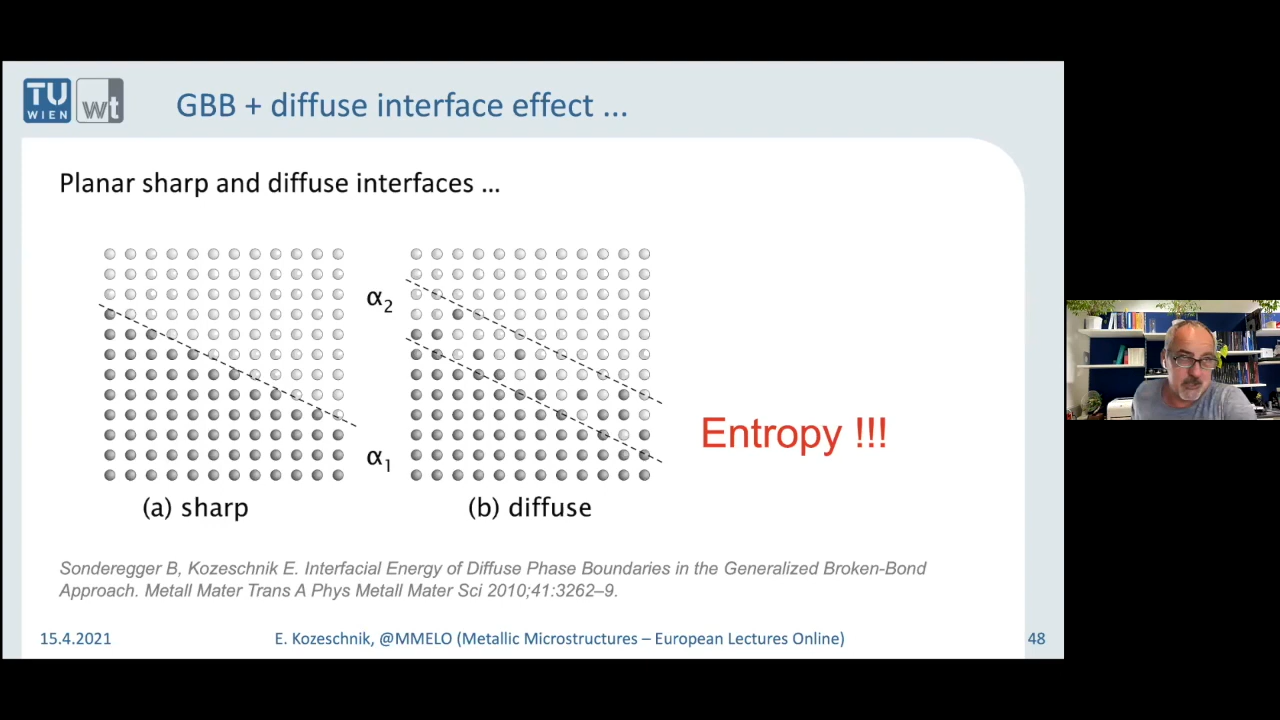 TU
WIEN
wt
GBB + diffuse interface effect ...
Planar sharp and diffuse interfaces ...
α2
α1
(a) sharp
(b) diffuse
Entropy !!!
Sonderegger B, Kozeschnik E. Interfacial Energy of Diffuse Phase Boundaries in the Generalized Broken-Bond
Approach. Metall Mater Trans A Phys Metall Mater Sci 2010;41:3262–9.
15.4.2021
E. Kozeschnik, @MMELO (Metallic Microstructures – European Lectures Online)
48